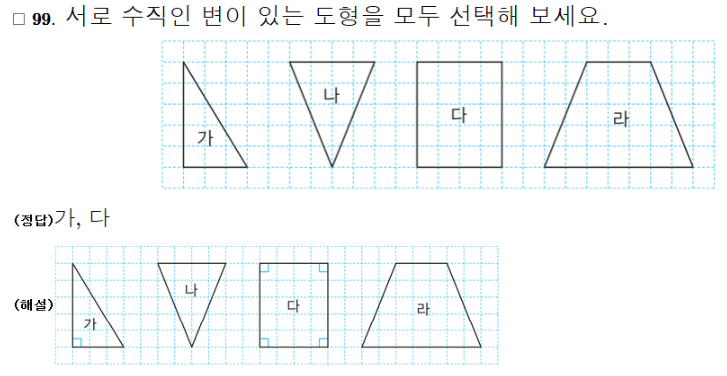 □ 99. 서로 수직인 변이 있는 도형을 모두 선택해 보세요.
가 나 다 라
(정답)가, 다
(해설)
가 나 다 라